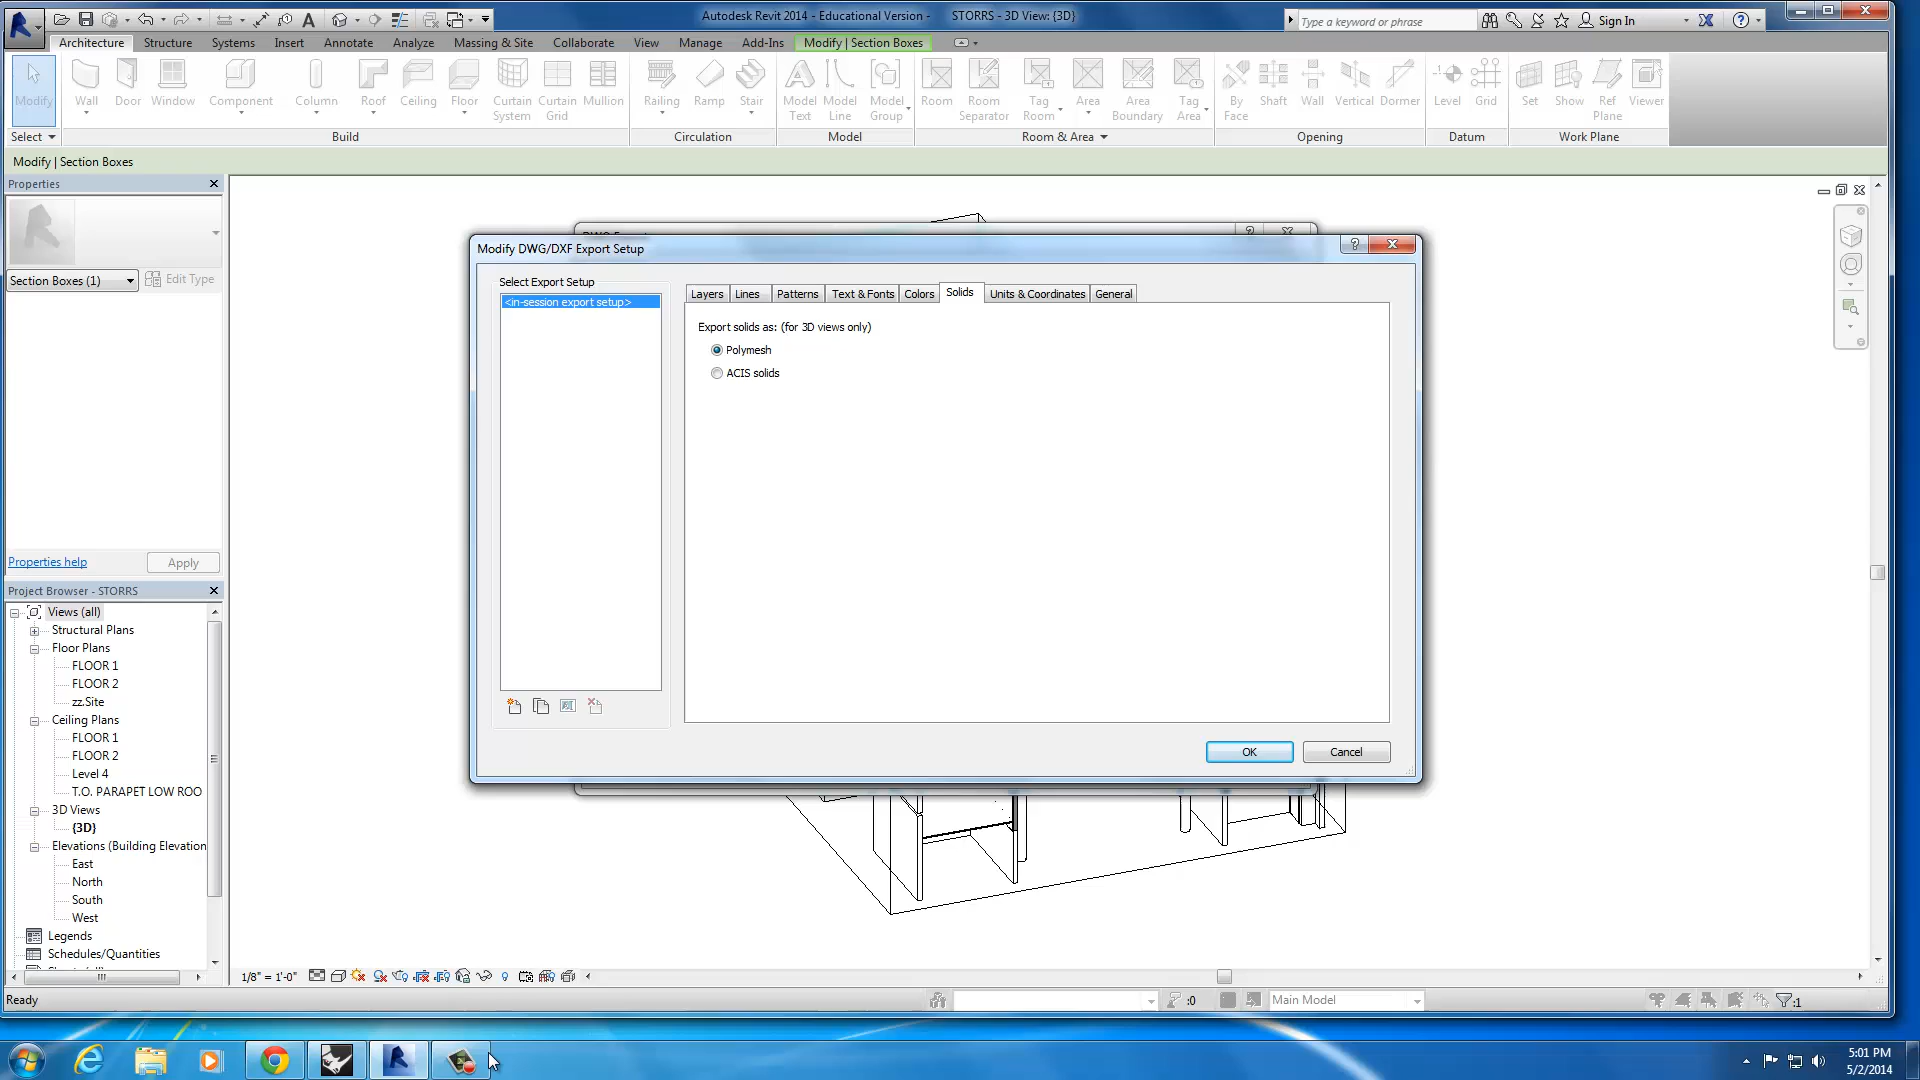 Autodesk Revit 2014 - Educational Version - STORRS - 3D View: {3D}
Type a keyword or phrase
Sign In
Architecture Structure Systems Insert Annotate Analyze Massing & Site Collaborate View Manage Add-Ins Modify | Section Boxes
Modify
Wall
Door
Window
Component
Column
Roof
Ceiling
Floor
Curtain System
Curtain Grid
Mullion
Railing
Ramp
Stair
Model Text
Model Line
Model Group
Room
Room Separator
Tag Room
Area
Area Boundary
Tag Area
By Face
Shaft
Wall
Vertical
Dormer
Level
Grid
Set
Show
Ref Plane
Viewer
Select Build Circulation Model Room & Area Opening Datum Work Plane
Modify | Section Boxes
Properties
Section Boxes (1)
Edit Type
Properties help
Apply
Project Browser - STORRS
Views (all)
Structural Plans
Floor Plans
FLOOR 1
FLOOR 2
zz.Site
Ceiling Plans
FLOOR 1
FLOOR 2
Level 4
T.O. PARAPET LOW ROO
3D Views
{3D}
Elevations (Building Elevation
East
North
South
West
Legends
Schedules/Quantities
Modify DWG/DXF Export Setup
Select Export Setup
<in-session export setup>
Layers Lines Patterns Text & Fonts Colors Solids Units & Coordinates General
Export solids as: (for 3D views only)
Polymesh
ACIS solids
OK
Cancel
1/8" = 1'-0"
Ready
:0
Main Model
:1
5:01 PM
5/2/2014